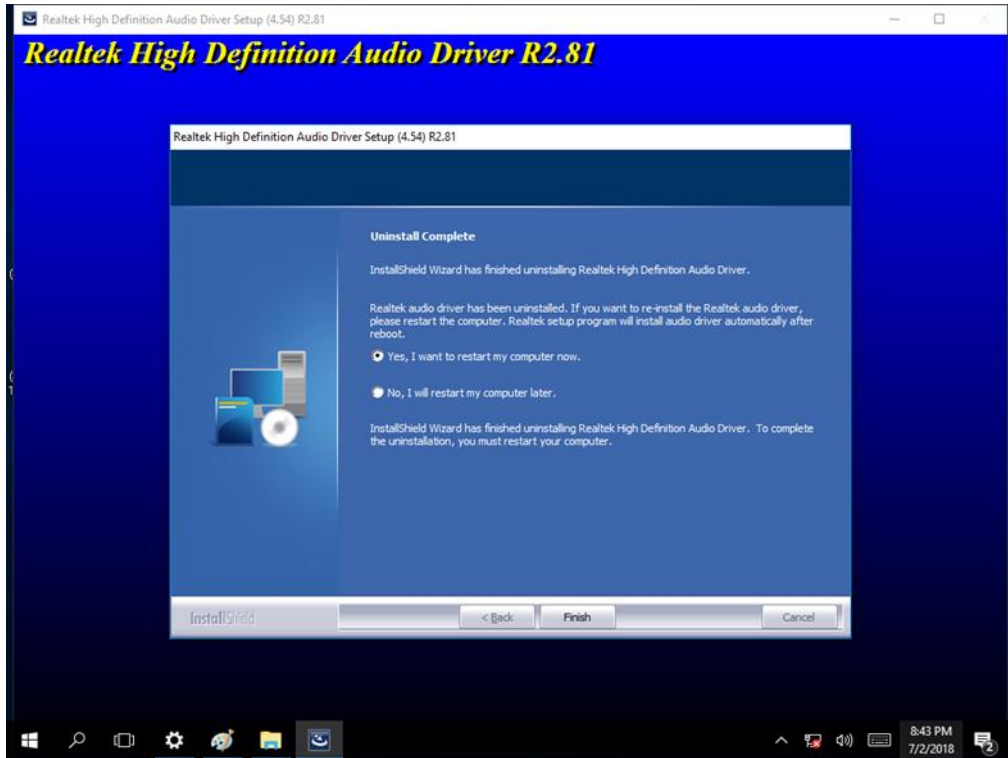 Realtek High Definition Audio Driver Setup (4.54) R2.81
Realtek High Definition Audio Driver R2.81
Realtek High Definition Audio Driver Setup (4.54) R2.81
Uninstall Complete
InstallShield Wizard has finished uninstalling Realtek High Definition Audio Driver.
Realtek audio driver has been uninstalled. If you want to re-install the Realtek audio driver,
please restart the computer. Realtek setup program will install audio driver automatically after
reboot.
Yes, I want to restart my computer now.
No, I will restart my computer later.
InstallShield Wizard has finished uninstalling Realtek High Definition Audio Driver. To complete
the uninstallation, you must restart your computer.
InstallShield
< Back
Finish
Cancel
8:43 PM
7/2/2018
2